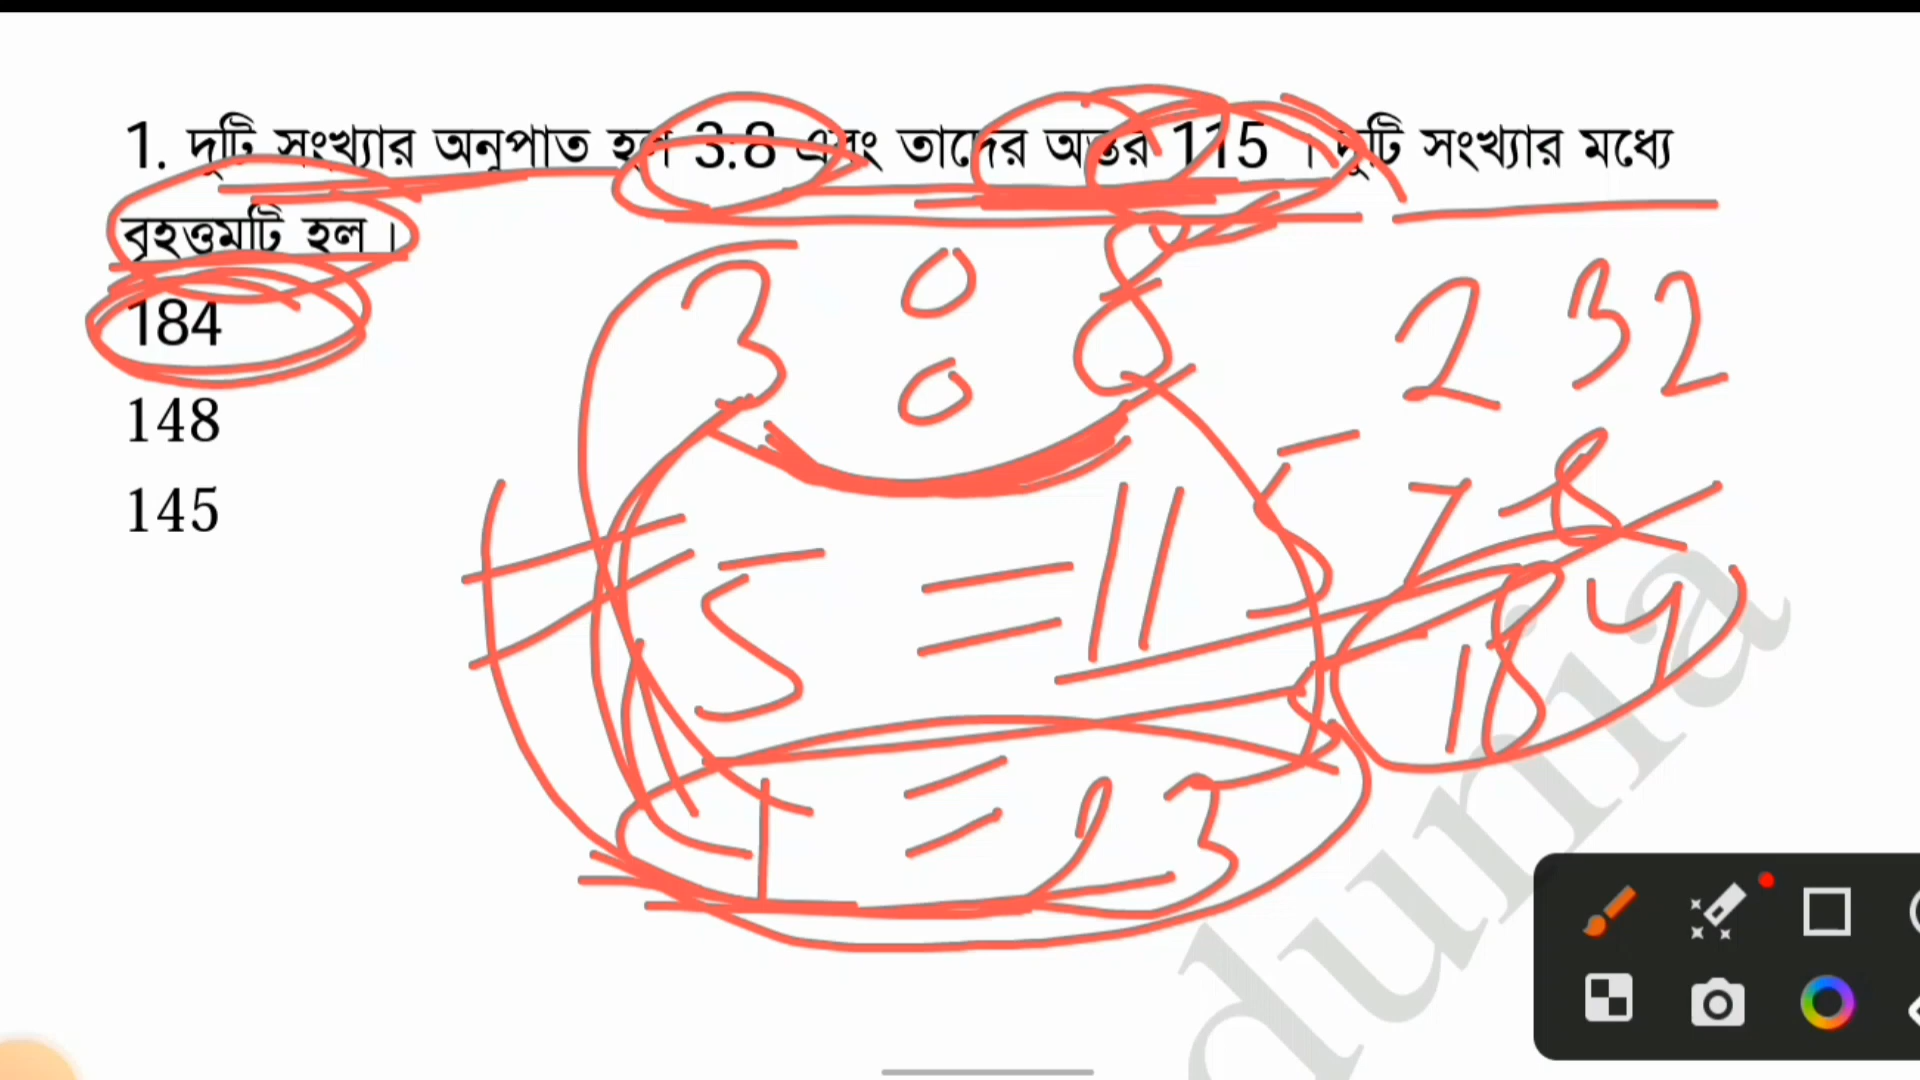 1. দুটি সংখ্যার অনুপাত হল 3:8 এবং তাদের অন্তর 115 । দুটি সংখ্যার মধ্যে
বৃহত্তমটি হল ।
184
148
145
3 : 8
5 = 115
1 = 23
184
duma